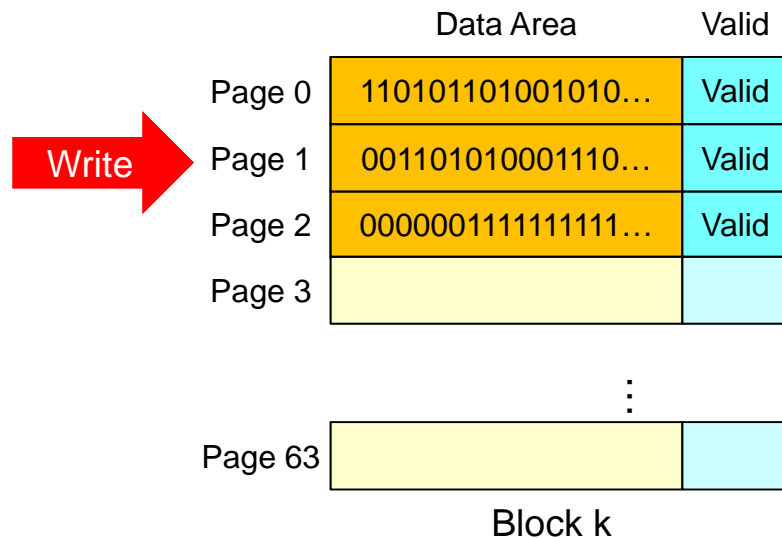 Data Area Valid
Page 0 110101101001010… Valid
Write Page 1 001101010001110… Valid
Page 2 0000001111111111… Valid
Page 3
⋮
Page 63
Block k